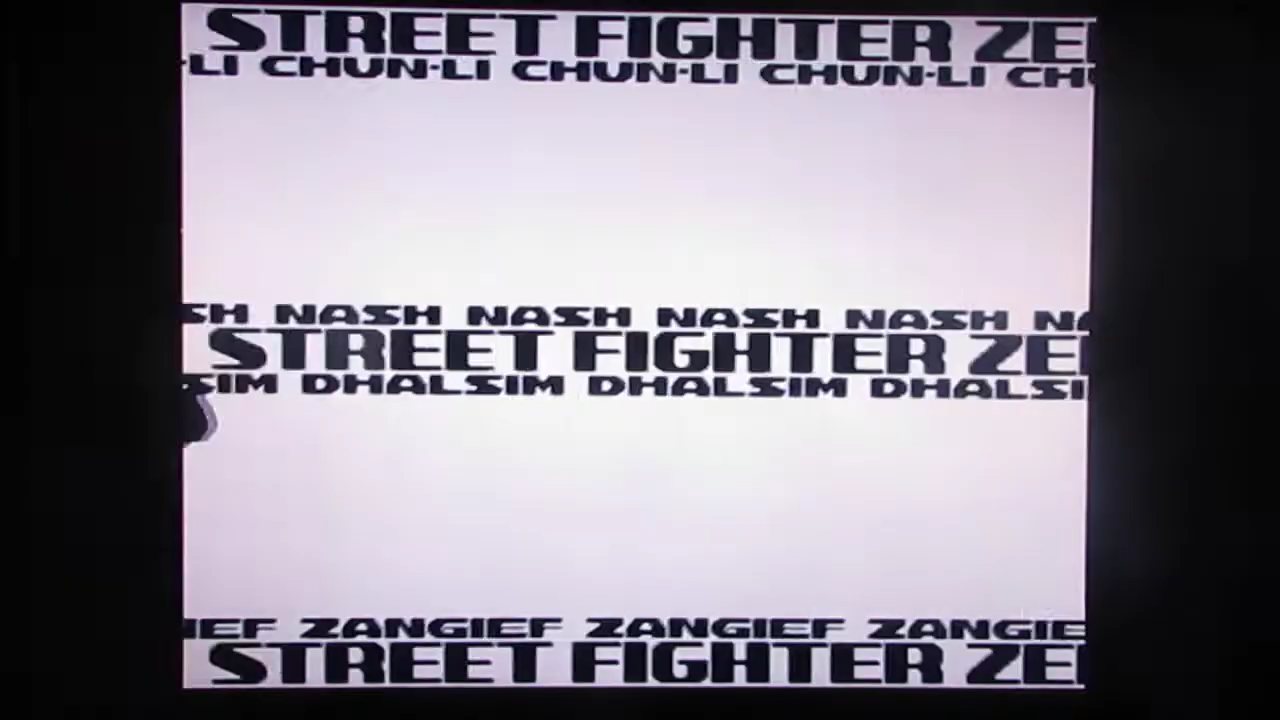 STREET FIGHTER ZE
-LI CHUN-LI CHUN-LI CHUN-LI CH
SH NASH NASH NASH NASH NA
STREET FIGHTER ZE
SIM DHALSIM DHALSIM DHALSI
IEF ZANGIEF ZANGIEF ZANGIE
STREET FIGHTER ZE